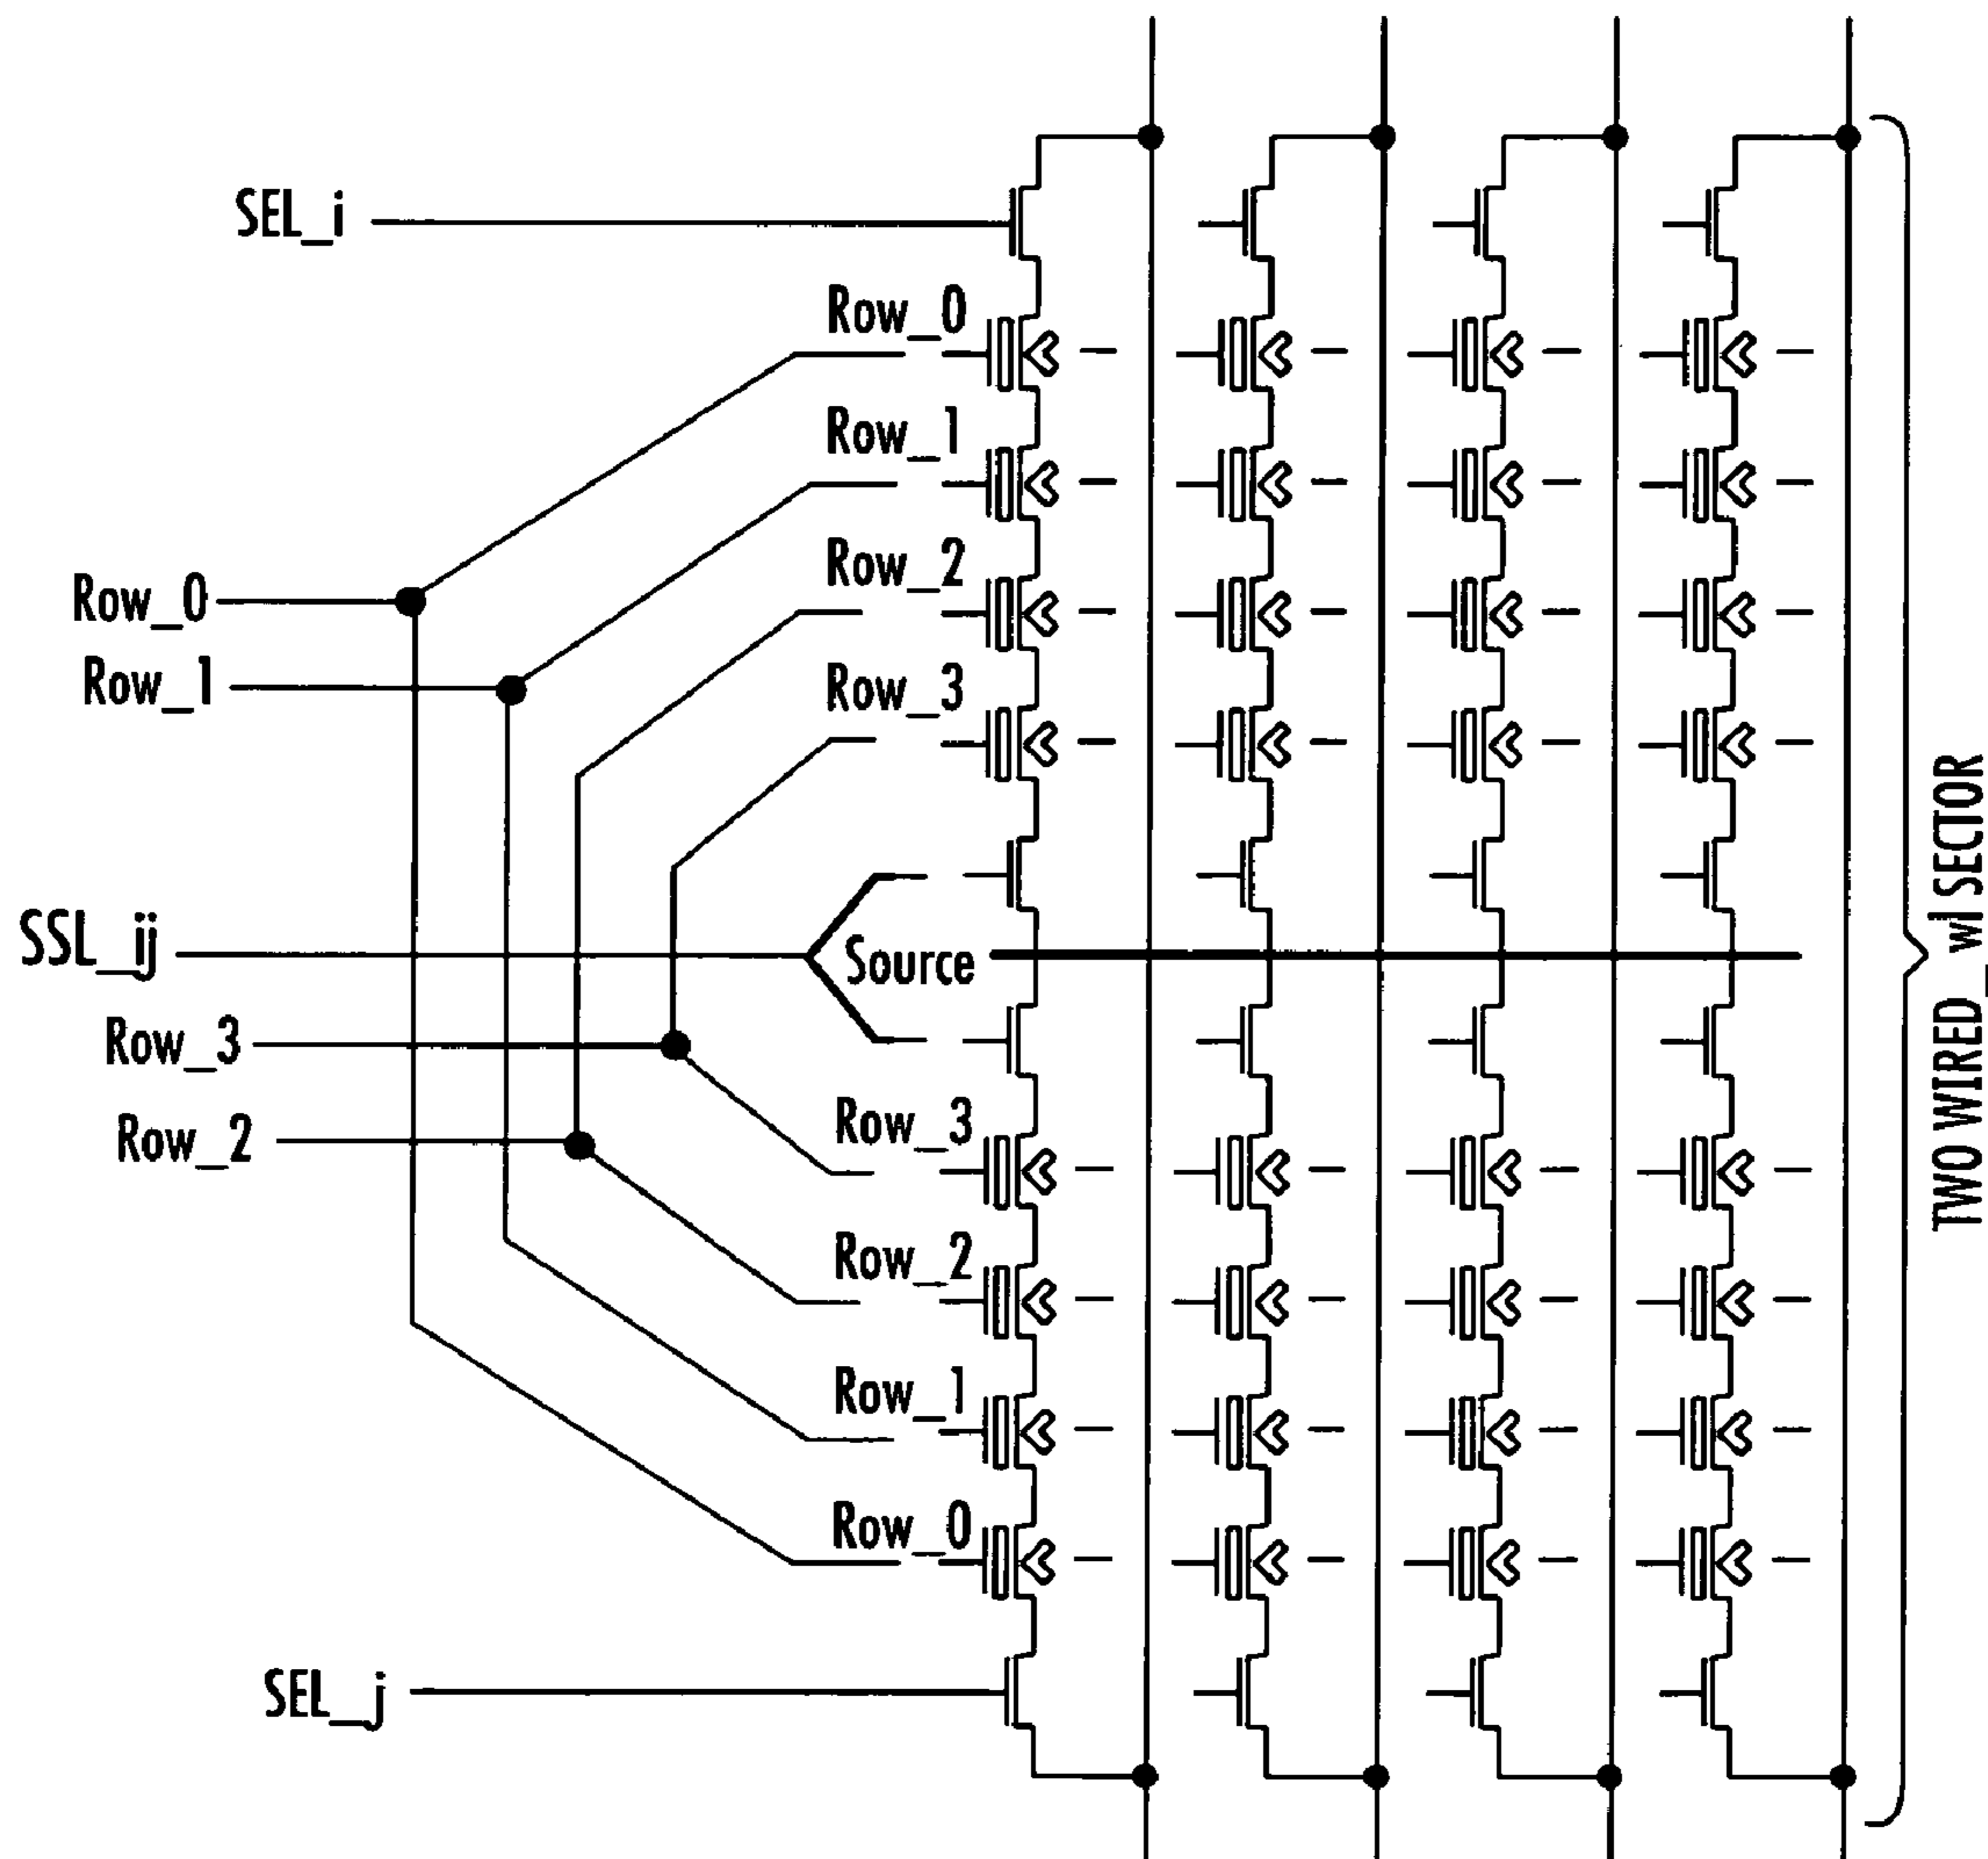 SEL_i
Row_0
Row_1
Row_2
Row_3
Row_0
Row_1
SSL_ij
Source
Row_3
Row_2
Row_3
Row_2
Row_1
Row_0
SEL_j
TWO WIRED_wl SECTOR